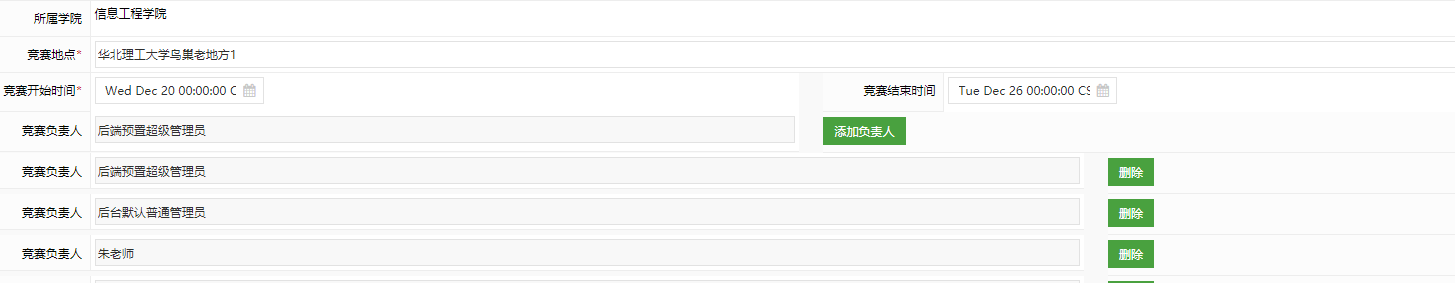 所属学院 信息工程学院
竞赛地点* 华北理工大学鸟巢老地方1
竞赛开始时间* Wed Dec 20 00:00:00 C 竞赛结束时间 Tue Dec 26 00:00:00 CS
竞赛负责人 后端预置超级管理员 添加负责人
竞赛负责人 后端预置超级管理员 删除
竞赛负责人 后台默认普通管理员 删除
竞赛负责人 朱老师 删除